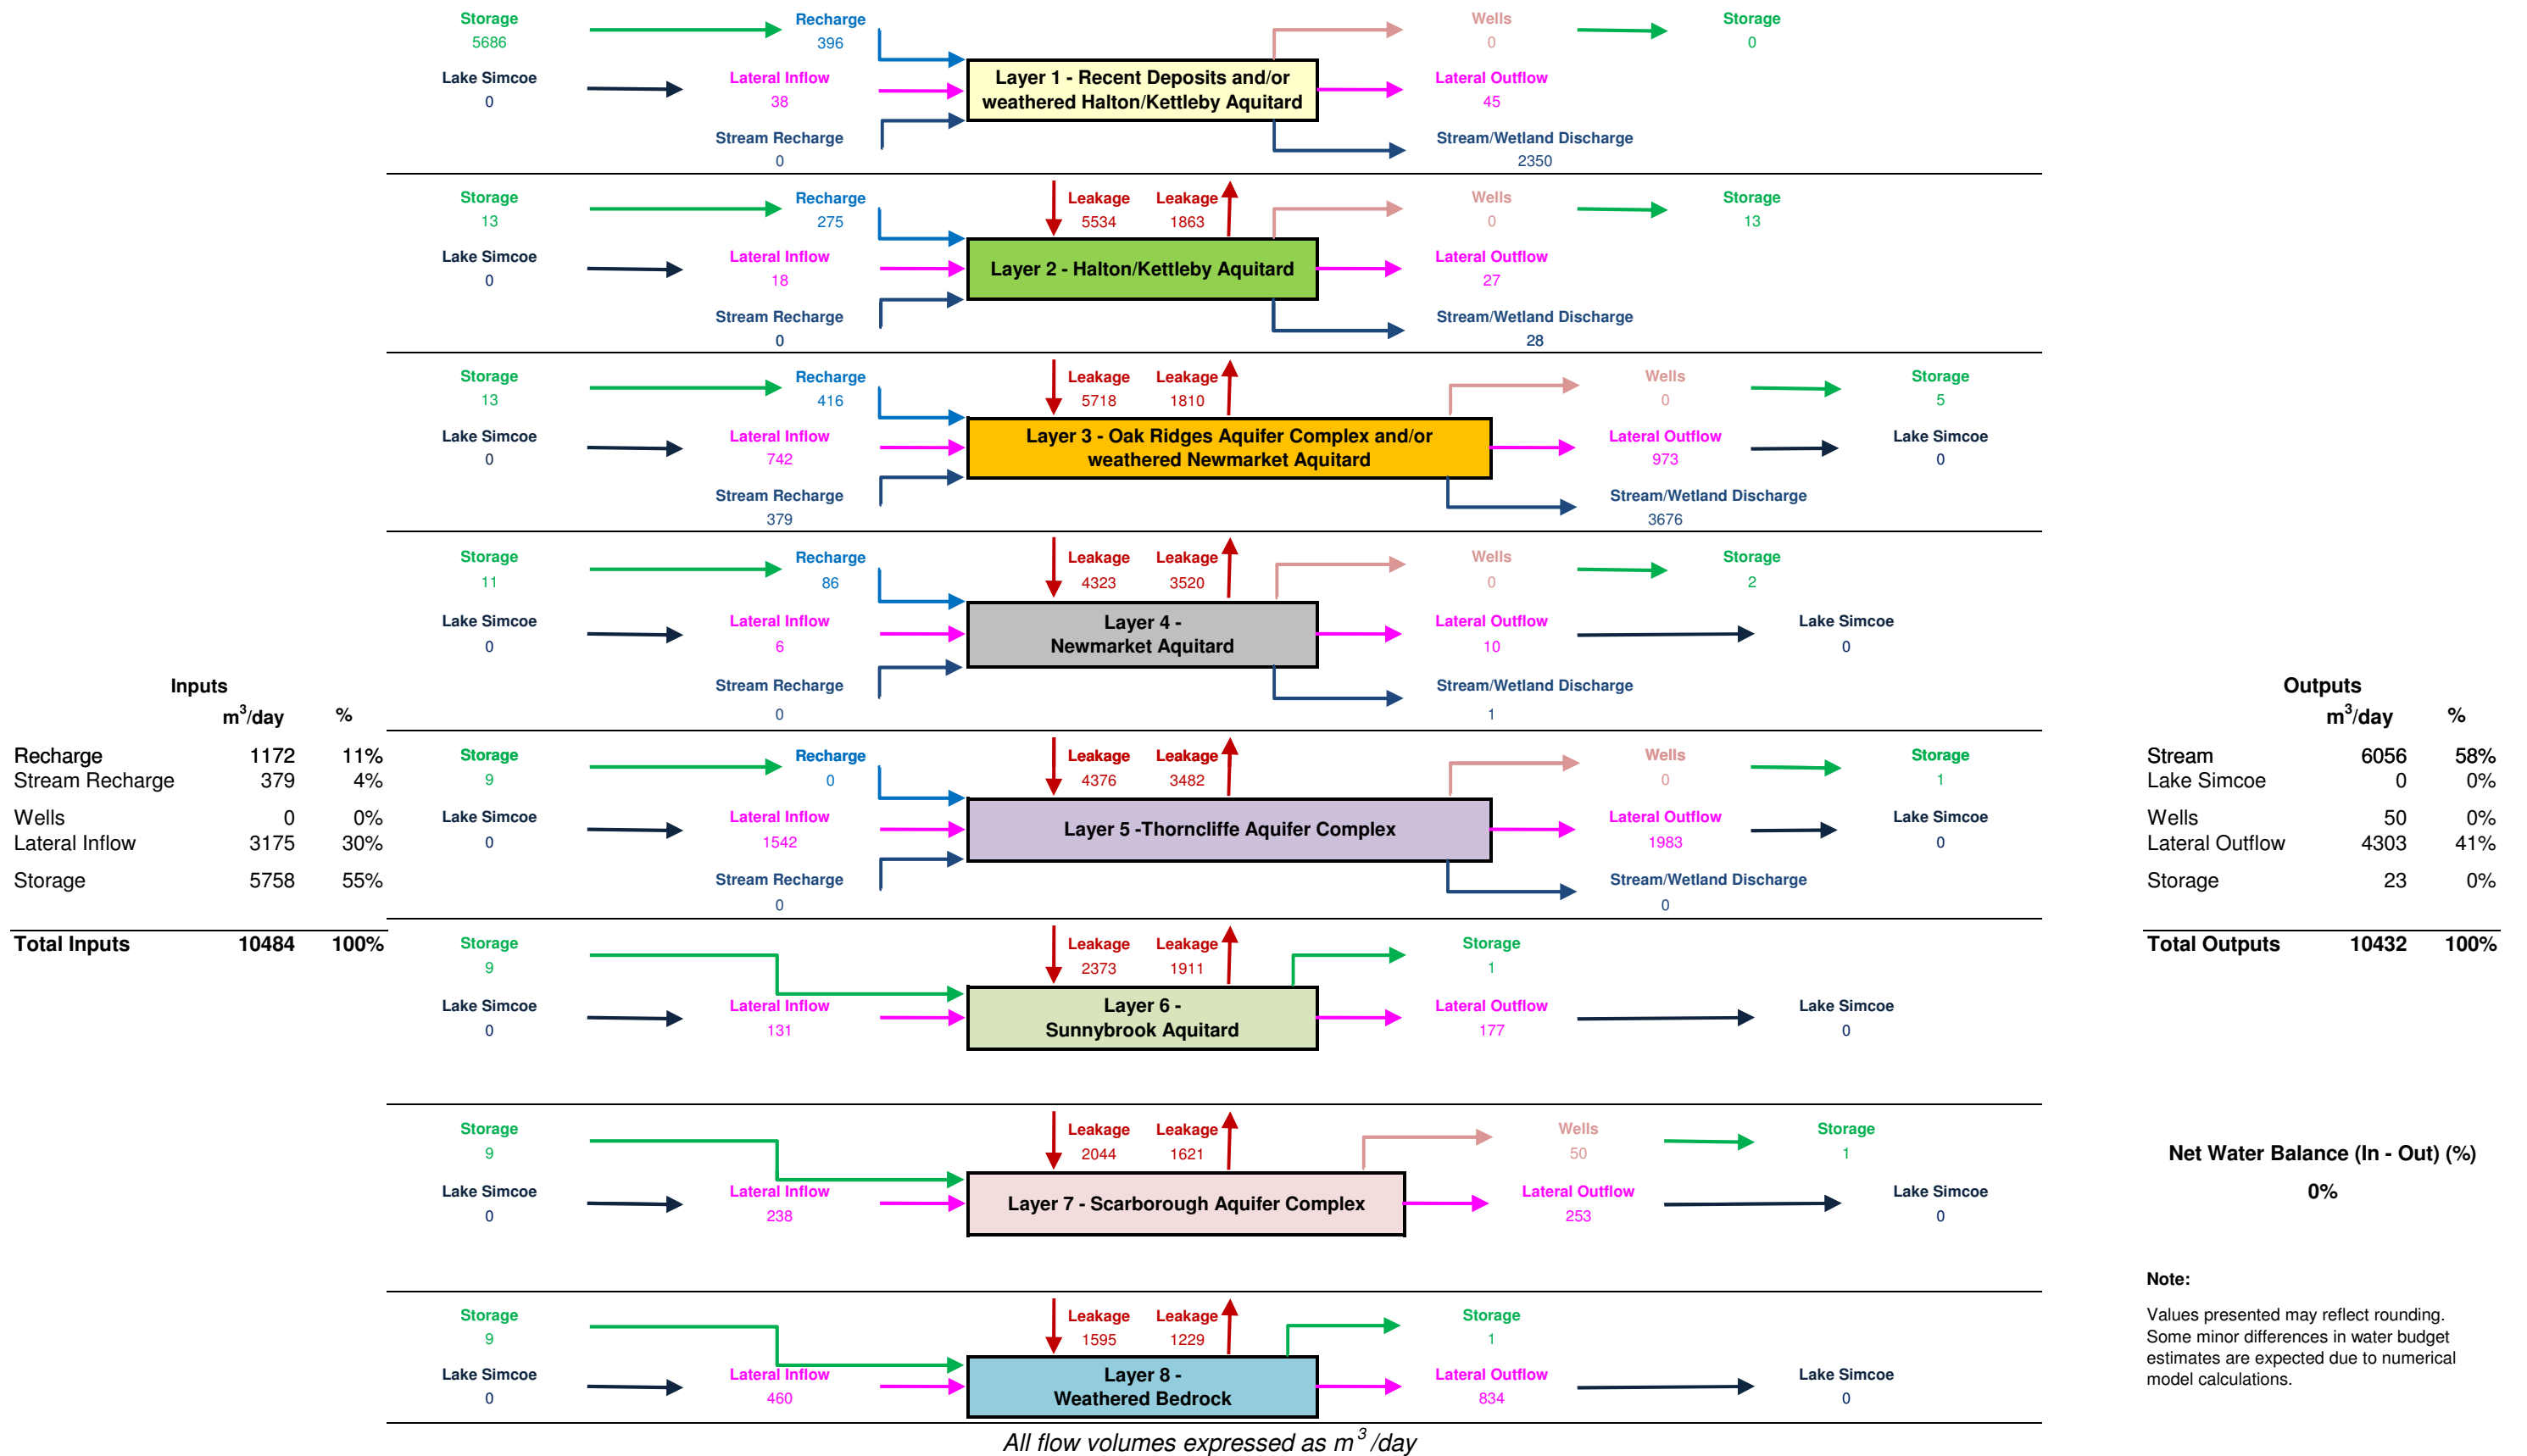 Storage Recharge Wells Storage
5686 396 0 0
Lake Simcoe Lateral Inflow Layer 1 - Recent Deposits and/or Lateral Outflow
0 38 weathered Halton/Kettleby Aquitard 45
Stream Recharge Stream/Wetland Discharge
0 2350
Storage Recharge Leakage Leakage Wells Storage
13 275 5534 1863 0 13
Lake Simcoe Lateral Inflow Layer 2 - Halton/Kettleby Aquitard Lateral Outflow
0 18 27
Stream Recharge Stream/Wetland Discharge
0 28
Storage Recharge Leakage Leakage Wells Storage
13 416 5718 1810 0 5
Lake Simcoe Lateral Inflow Layer 3 - Oak Ridges Aquifer Complex and/or Lateral Outflow Lake Simcoe
0 742 weathered Newmarket Aquitard 973 0
Stream Recharge Stream/Wetland Discharge
379 3676
Storage Recharge Leakage Leakage Wells Storage
11 86 4323 3520 0 2
Lake Simcoe Lateral Inflow Layer 4 - Lateral Outflow Lake Simcoe
0 6 Newmarket Aquitard 10 0
Stream Recharge Stream/Wetland Discharge
0 1
Storage Recharge Leakage Leakage Wells Storage
9 0 4376 3482 0 1
Lake Simcoe Lateral Inflow Layer 5 -Thorncliffe Aquifer Complex Lateral Outflow Lake Simcoe
0 1542 1983 0
Stream Recharge Stream/Wetland Discharge
0 0
Storage Leakage Leakage Storage
9 2373 1911 1
Lake Simcoe Lateral Inflow Layer 6 - Lateral Outflow Lake Simcoe
0 131 Sunnybrook Aquitard 177 0
Storage Leakage Leakage Wells Storage
9 2044 1621 50 1
Lake Simcoe Lateral Inflow Layer 7 - Scarborough Aquifer Complex Lateral Outflow Lake Simcoe
0 238 253 0
Storage Leakage Leakage Storage
9 1595 1229 1
Lake Simcoe Lateral Inflow Layer 8 - Lateral Outflow Lake Simcoe
0 460 Weathered Bedrock 834 0
All flow volumes expressed as m³/day
Inputs
m³/day %
Recharge 1172 11%
Stream Recharge 379 4%
Wells 0 0%
Lateral Inflow 3175 30%
Storage 5758 55%
Total Inputs 10484 100%
Outputs
m³/day %
Stream 6056 58%
Lake Simcoe 0 0%
Wells 50 0%
Lateral Outflow 4303 41%
Storage 23 0%
Total Outputs 10432 100%
Net Water Balance (In - Out) (%)
0%
Note:
Values presented may reflect rounding.
Some minor differences in water budget
estimates are expected due to numerical
model calculations.